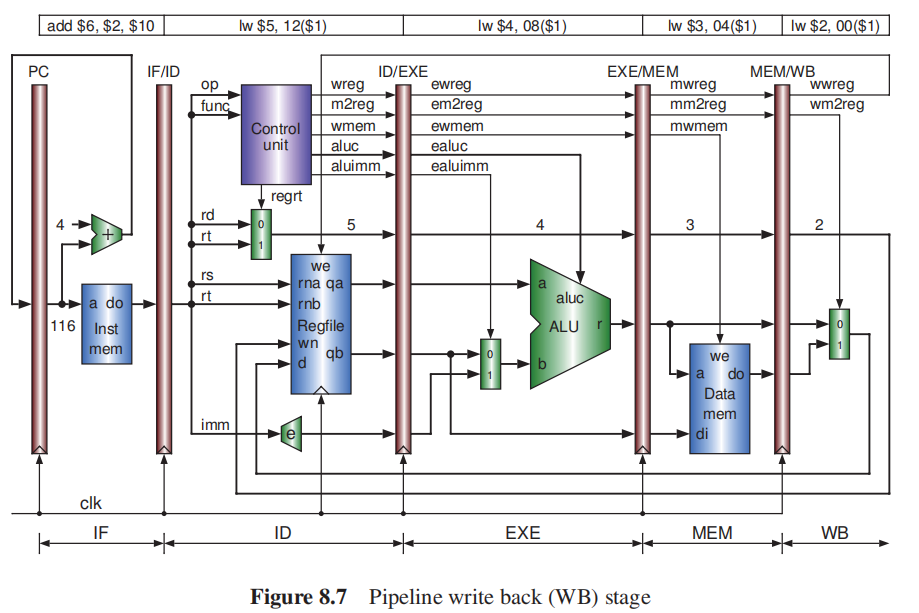 add $6, $2, $10 lw $5, 12($1) lw $4, 08($1) lw $3, 04($1) lw $2, 00($1)
PC IF/ID ID/EXE EXE/MEM MEM/WB
op wreg ewreg mwreg wwreg
func m2reg em2reg mm2reg wm2reg
Control
unit
wmem ewmem mwmem
aluc ealuc
aluimm ealuimm
regrt
4 + rd 0 5 4 3 2
rt 1
rs we
rna qa a
a do rt rnb aluc
116 Inst Regfile ALU r 0
mem wn qb 0 we 1
d 1 b a do
Data
mem
imm e di
clk
IF ID EXE MEM WB
Figure 8.7 Pipeline write back (WB) stage